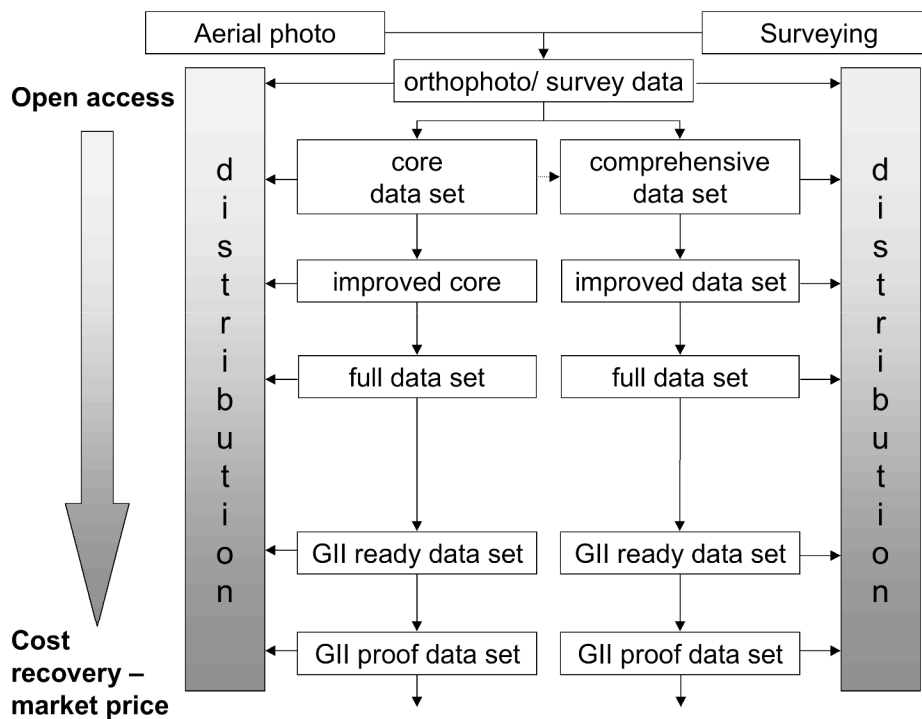 Aerial photo
Surveying
orthophoto/ survey data
Open access
core
data set
comprehensive
data set
improved core
improved data set
full data set
full data set
GII ready data set
GII ready data set
GII proof data set
GII proof data set
distribution
distribution
Cost
recovery –
market price